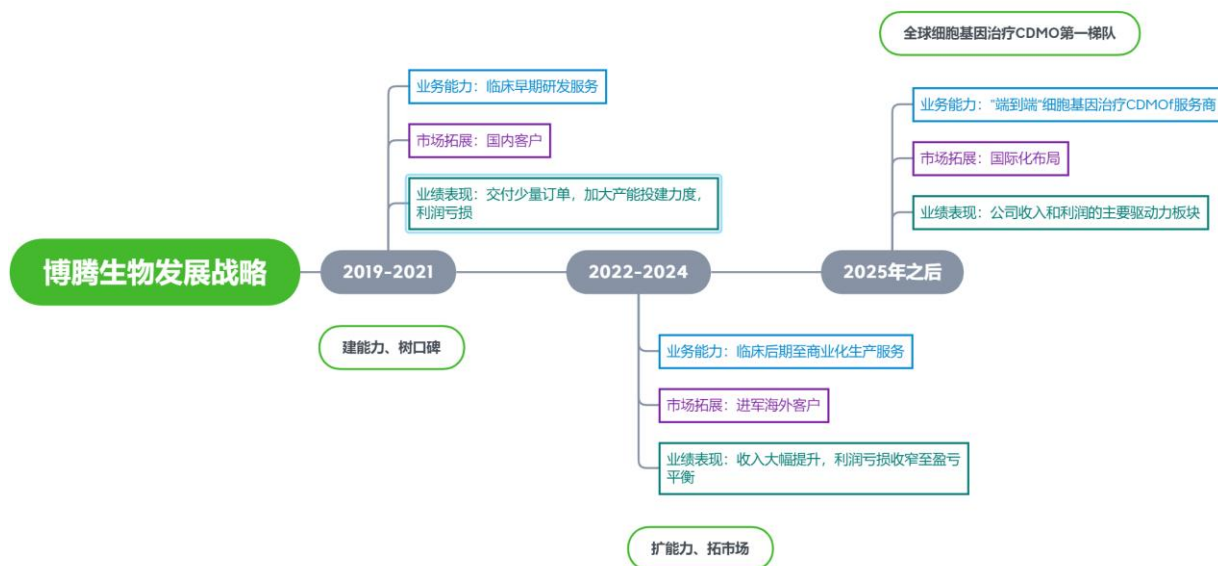 全球细胞基因治疗CDMO第一梯队
业务能力：临床早期研发服务
市场拓展：国内客户
业绩表现：交付少量订单，加大产能投建力度，
利润亏损
业务能力："端到端"细胞基因治疗CDMOf服务商
市场拓展：国际化布局
业绩表现：公司收入和利润的主要驱动力板块
博腾生物发展战略
2019-2021
2022-2024
2025年之后
建能力、树口碑
业务能力：临床后期至商业化生产服务
市场拓展：进军海外客户
业绩表现：收入大幅提升，利润亏损收窄至盈亏
平衡
扩能力、拓市场